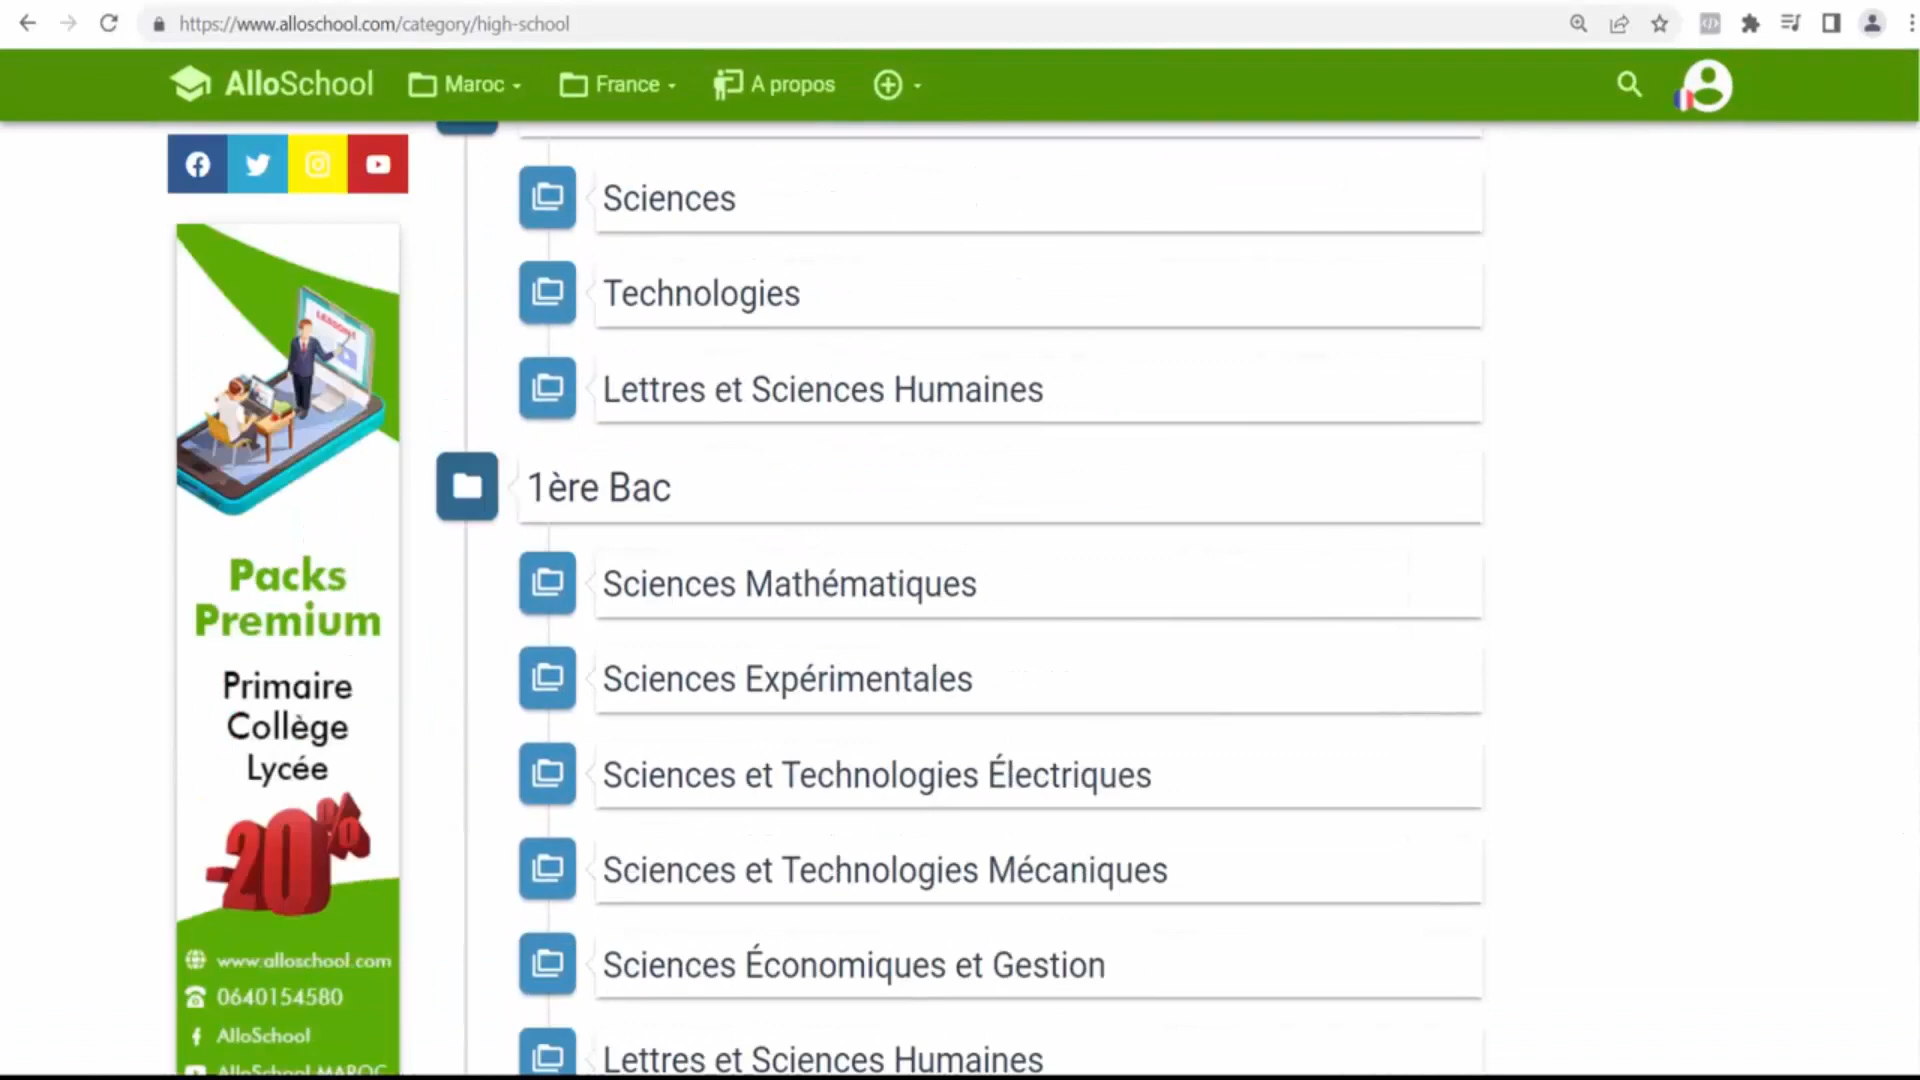 https://www.alloschool.com/category/high-school
AlloSchool
Maroc
France
A propos
Sciences
Technologies
Lettres et Sciences Humaines
1ère Bac
Sciences Mathématiques
Sciences Expérimentales
Sciences et Technologies Électriques
Sciences et Technologies Mécaniques
Sciences Économiques et Gestion
Lettres et Sciences Humaines
Packs
Premium
Primaire
Collège
Lycée
-20%
www.alloschool.com
0640154580
AlloSchool
AlloSchool MAROC